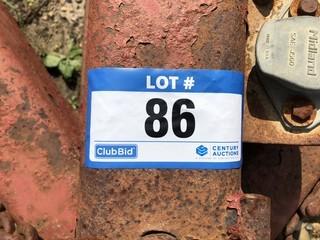 LOT #
86
ClubBid
CENTURY
AUCTIONS
Midland